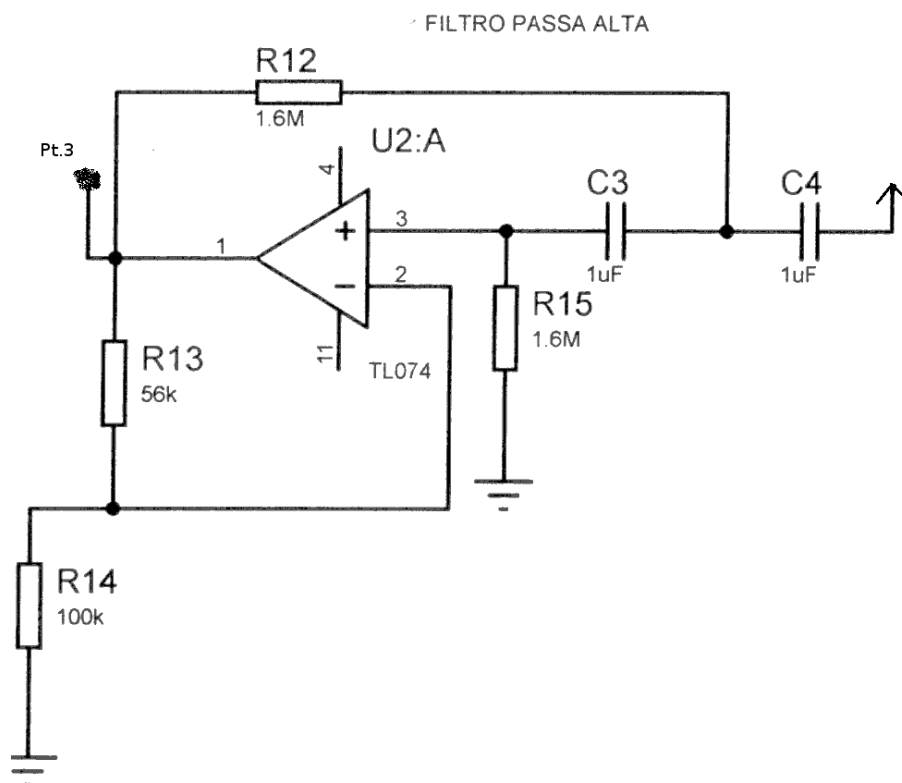 FILTRO PASSA ALTA
R12
1.6M
U2:A
Pt.3
4
C3
C4
3
1
+
2
1uF
1uF
−
R15
1.6M
R13
56k
11
TL074
R14
100k